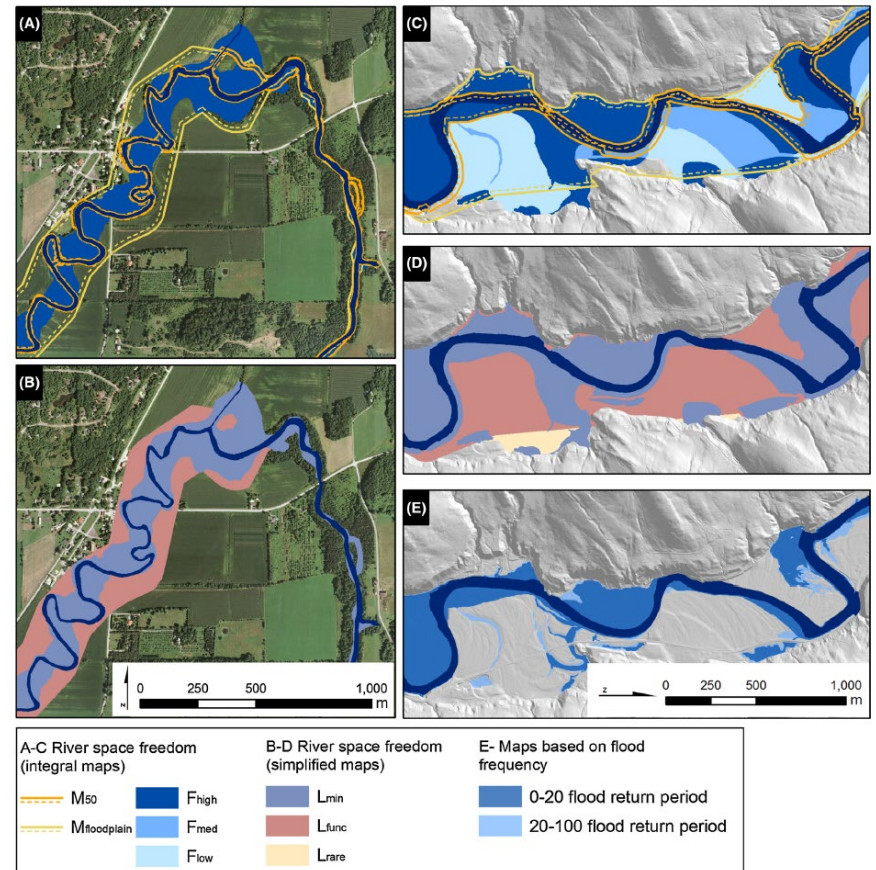 (A)
(C)
(D)
(B)
(E)
0 250 500 1,000
m
z
0 250 500 1,000
m
z
A-C River space freedom
(integral maps)
M50
Mfloodplain
Fhigh
Fmed
Flow
B-D River space freedom
(simplified maps)
Lmin
Lfunc
Lrare
E- Maps based on flood
frequency
0-20 flood return period
20-100 flood return period